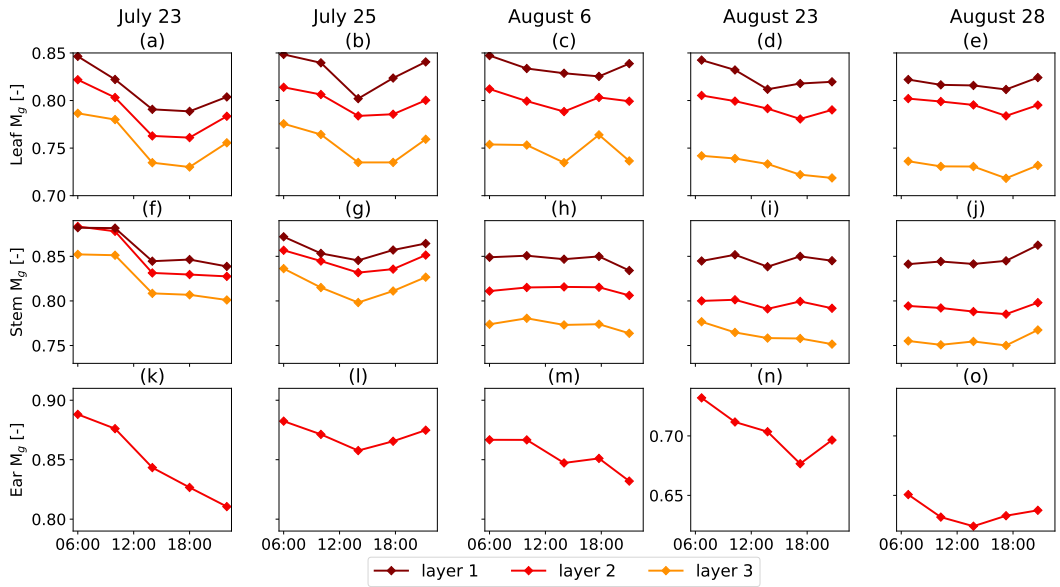 July 23 July 25 August 6 August 23 August 28
(a) (b) (c) (d) (e)
0.85
0.80
0.75
0.70
Leaf Mg [-]
(f) (g) (h) (i) (j)
0.85
0.80
0.75
Stem Mg [-]
(k) (l) (m) (n) (o)
0.90
0.85
0.80
Ear Mg [-]
0.70
0.65
06:00 12:00 18:00 06:00 12:00 18:00 06:00 12:00 18:00 06:00 12:00 18:00 06:00 12:00 18:00
layer 1 layer 2 layer 3